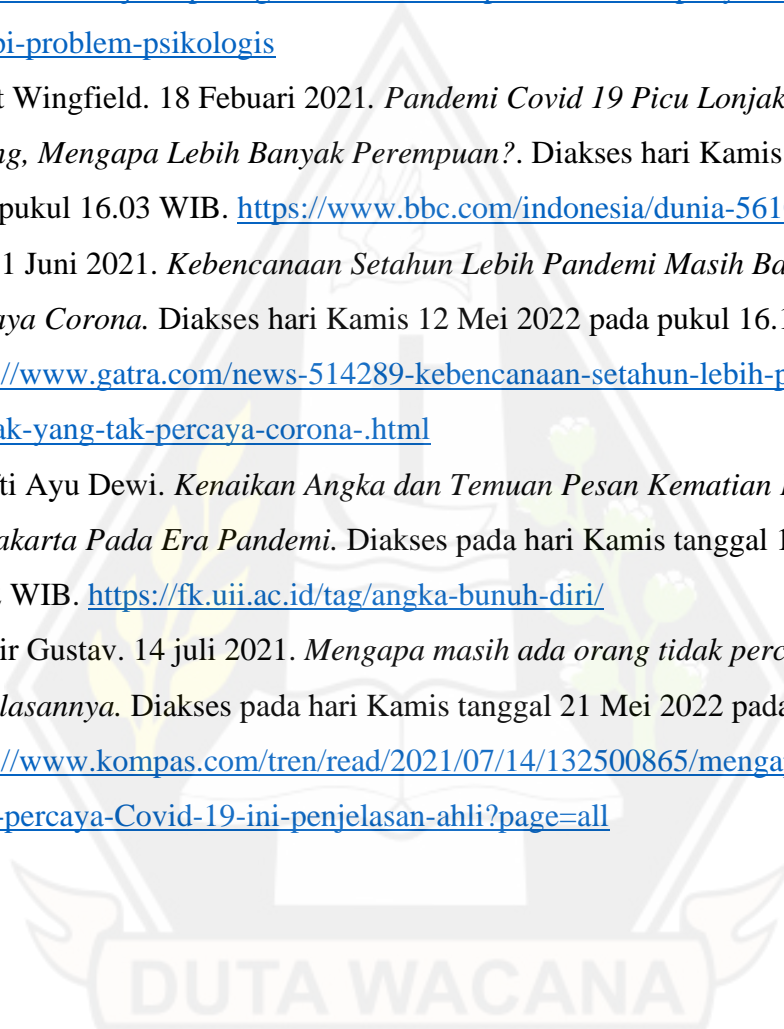 pi-problem-psikologis
t Wingfield. 18 Febuari 2021. Pandemi Covid 19 Picu Lonjak
ng, Mengapa Lebih Banyak Perempuan?. Diakses hari Kamis
pukul 16.03 WIB. https://www.bbc.com/indonesia/dunia-561
1 Juni 2021. Kebencanaan Setahun Lebih Pandemi Masih Ba
aya Corona. Diakses hari Kamis 12 Mei 2022 pada pukul 16.1
://www.gatra.com/news-514289-kebencanaan-setahun-lebih-p
ak-yang-tak-percaya-corona-.html
ti Ayu Dewi. Kenaikan Angka dan Temuan Pesan Kematian
akarta Pada Era Pandemi. Diakses pada hari Kamis tanggal 1
WIB. https://fk.uii.ac.id/tag/angka-bunuh-diri/
ir Gustav. 14 juli 2021. Mengapa masih ada orang tidak perc
lasannya. Diakses pada hari Kamis tanggal 21 Mei 2022 pada
://www.kompas.com/tren/read/2021/07/14/132500865/menga
-percaya-Covid-19-ini-penjelasan-ahli?page=all
DUTA WACANA